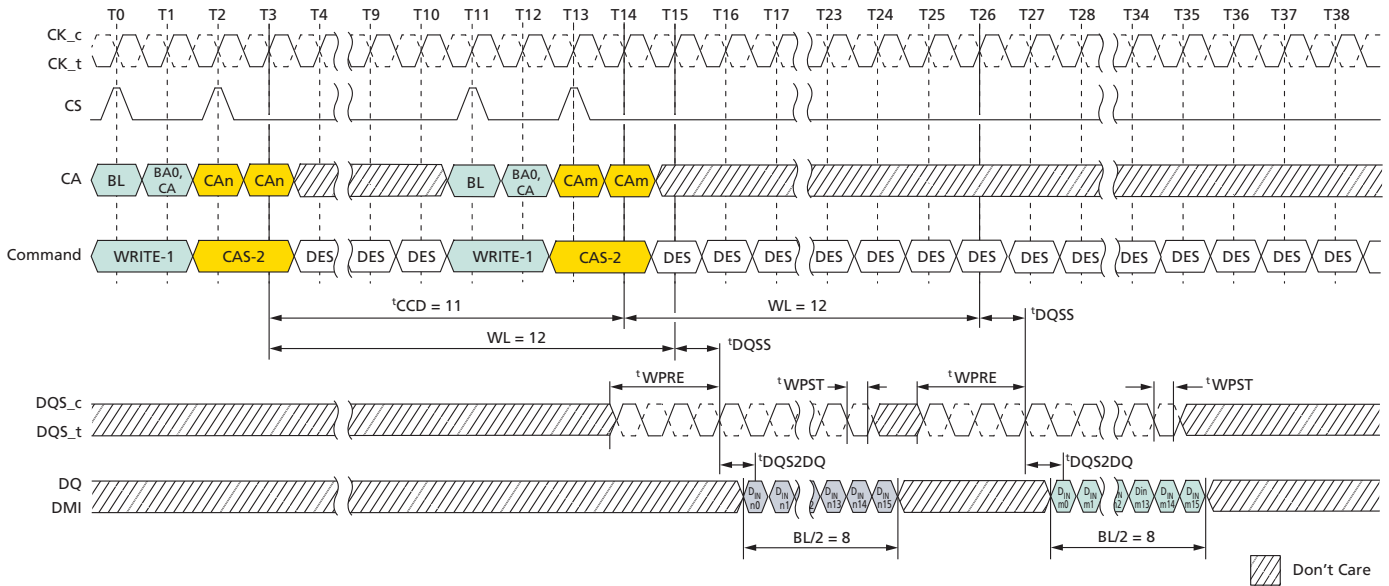 T0 T1 T2 T3 T4 T9 T10 T11 T12 T13 T14 T15 T16 T17 T23 T24 T25 T26 T27 T28 T34 T35 T36 T37 T38
CK_c
CK_t
CS
CA BL BA0, CA CAn CAn BL BA0, CA CAm CAm
Command WRITE-1 CAS-2 DES DES DES WRITE-1 CAS-2 DES DES DES DES DES DES DES DES DES DES DES DES DES DES
tCCD = 11 WL = 12 tDQSS
WL = 12 tDQSS
tWPRE tWPST tWPRE tWPST
DQS_c
DQS_t
tDQS2DQ tDQS2DQ
DQ
DMI
DIN n0 DIN n1 DIN n13 DIN n14 DIN n15 DIN m0 DIN m1 Din m13 DIN m14 DIN m15
BL/2 = 8 BL/2 = 8
Don't Care